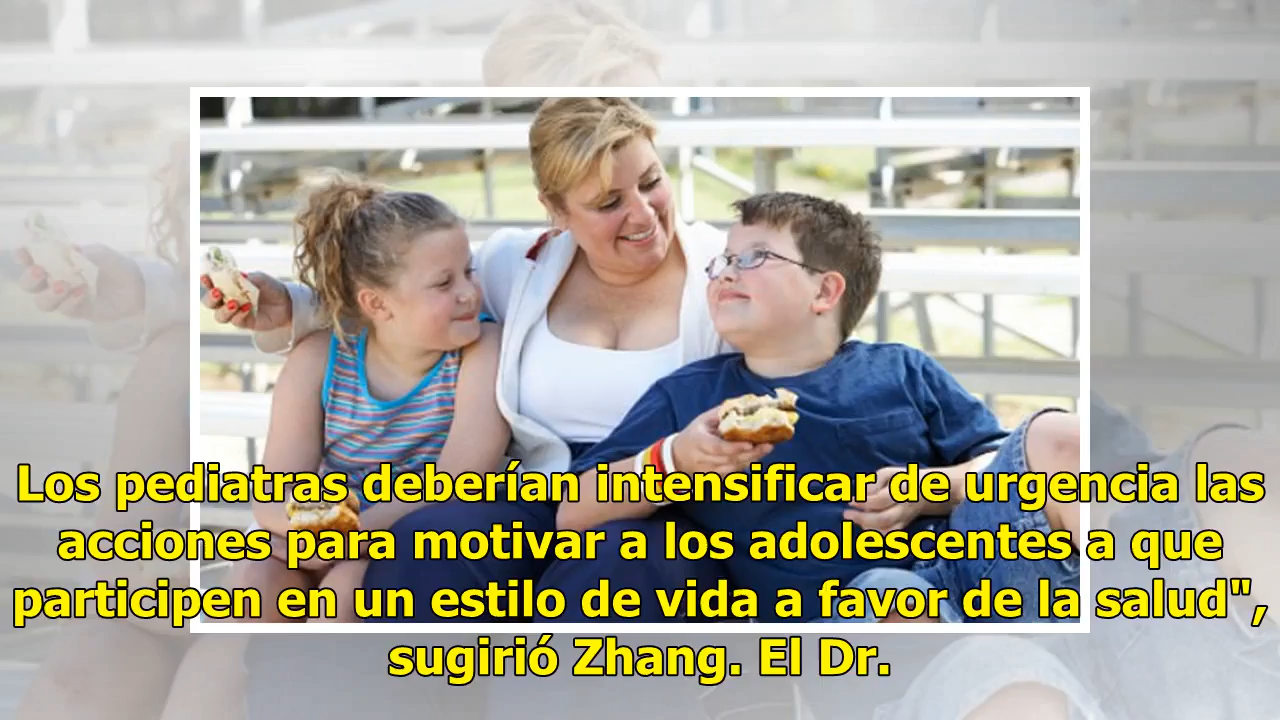 Los pediatras deberían intensificar de urgencia las
acciones para motivar a los adolescentes a que
participen en un estilo de vida a favor de la salud",
sugirió Zhang. El Dr.